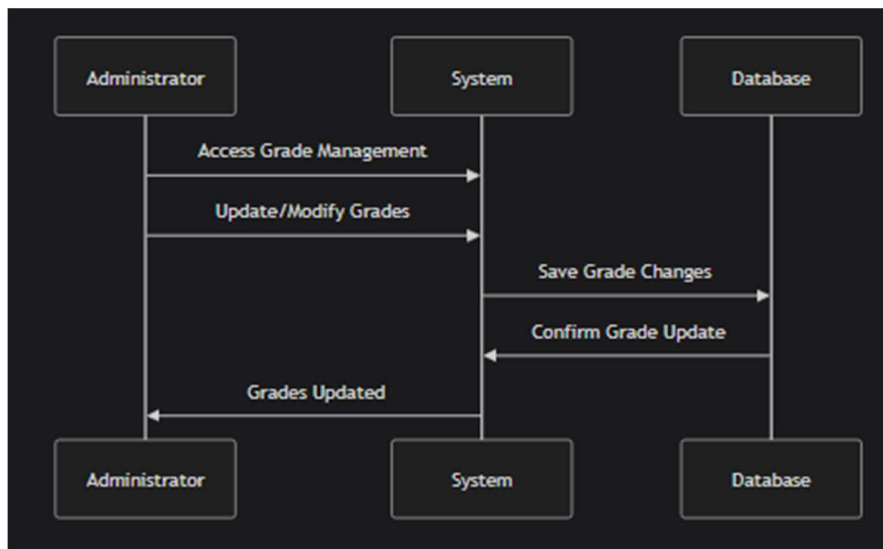 Administrator
System
Database
Access Grade Management
Update/Modify Grades
Save Grade Changes
Confirm Grade Update
Grades Updated
Administrator
System
Database